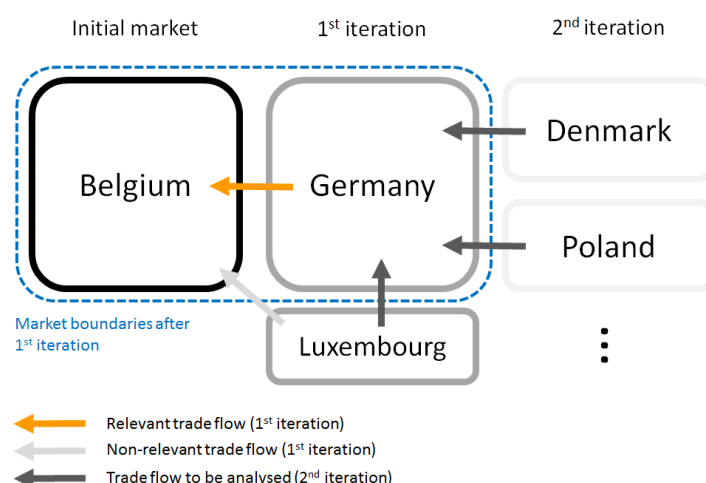 Initial market
1st iteration
2nd iteration
Belgium
Germany
Denmark
Poland
Luxembourg
Market boundaries after
1st iteration
Relevant trade flow (1st iteration)
Non-relevant trade flow (1st iteration)
Trade flow to be analysed (2nd iteration)